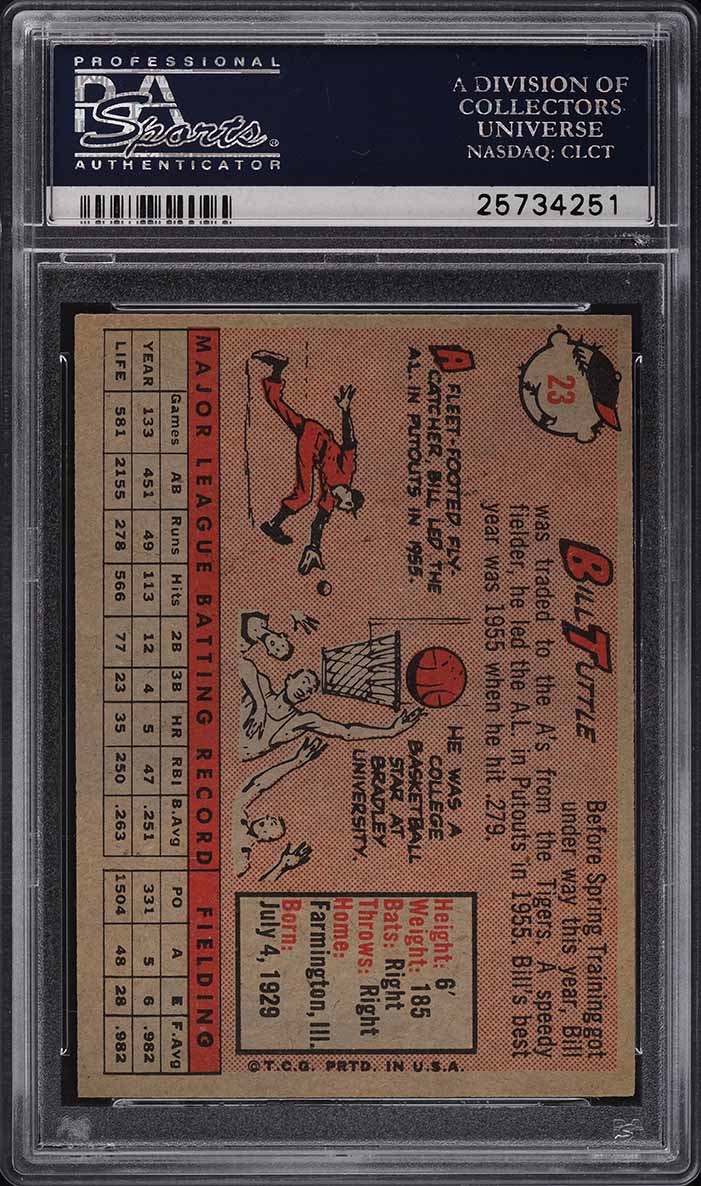 PROFESSIONAL
PSA
Sports®
AUTHENTICATOR
A DIVISION OF
COLLECTORS
UNIVERSE
NASDAQ: CLCT
25734251
23
BILL TUTTLE
Before Spring Training got
under way this year, Bill
was traded to the A's from the Tigers. A speedy
fielder, he led the A.L. in Putouts in 1955. Bill's best
year was 1955 when he hit .279.
A FLEET-FOOTED FLY-
CATCHER, BILL LED THE
A.L. IN PUTOUTS IN 1955.
HE WAS A
COLLEGE
BASKETBALL
STAR AT
BRADLEY
UNIVERSITY.
Height: 6'
Weight: 185
Bats: Right
Throws: Right
Home:
Farmington, Ill.
Born:
July 4, 1929
© T.C.G. PRTD. IN U.S.A.
MAJOR LEAGUE BATTING RECORD FIELDING
Games AB Runs Hits 2B 3B HR RBI B.Avg PO A E F.Avg
YEAR 133 451 49 113 12 4 5 47 .251 331 5 6 .982
LIFE 581 2155 278 566 77 23 35 250 .263 1504 48 28 .982